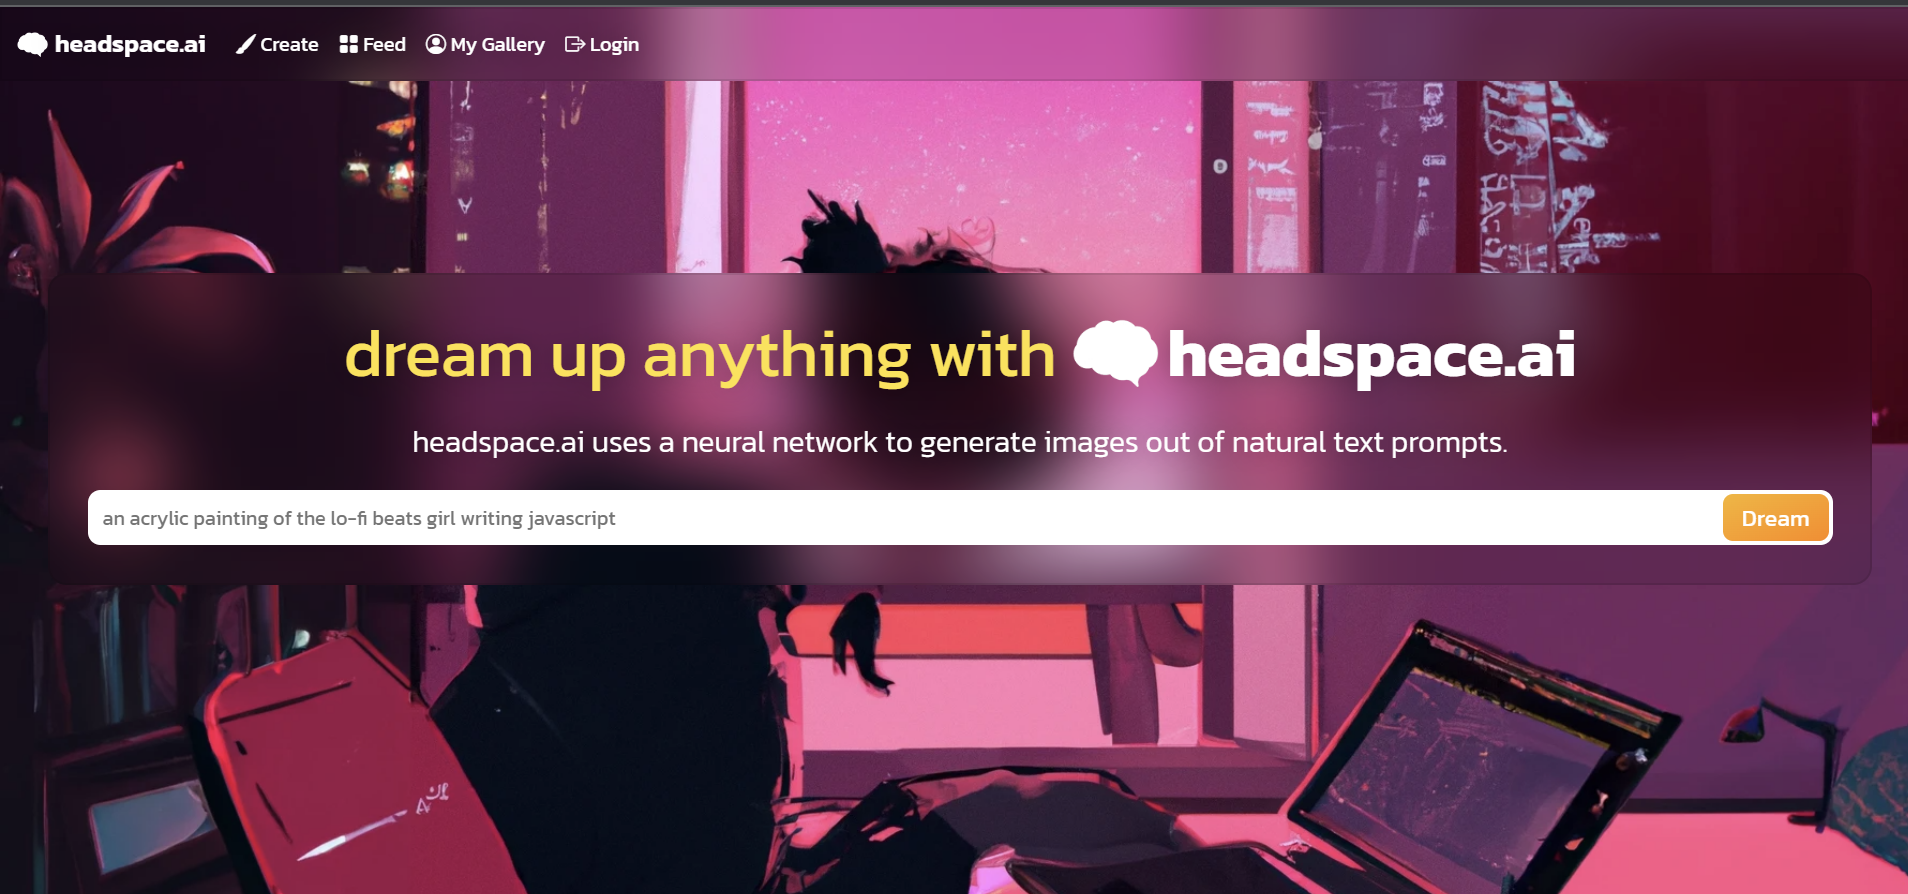 headspace.ai Create Feed My Gallery Login
dream up anything with headspace.ai
headspace.ai uses a neural network to generate images out of natural text prompts.
an acrylic painting of the lo-fi beats girl writing javascript
Dream